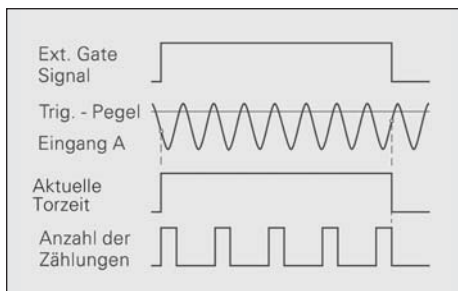 Ext. Gate
Signal
Trig. - Pegel
Eingang A
Aktuelle
Torzeit
Anzahl der
Zählungen